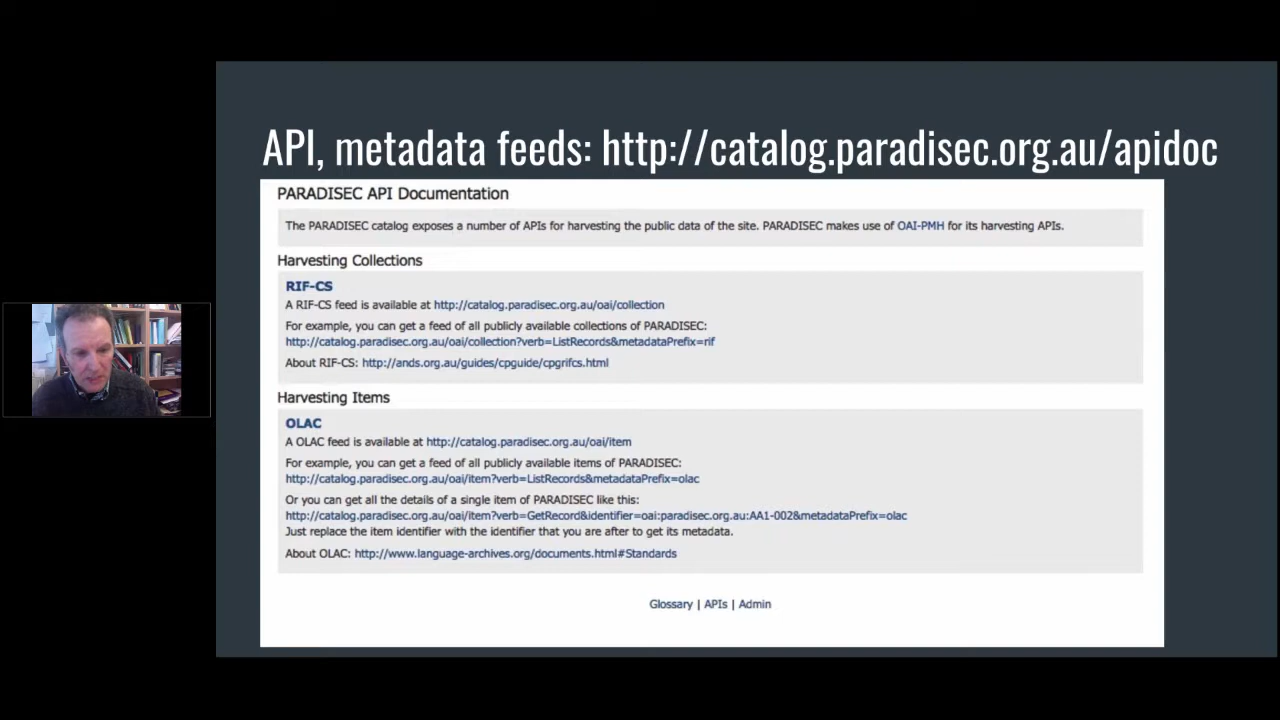 API, metadata feeds: http://catalog.paradisec.org.au/apidoc
PARADISEC API Documentation
The PARADISEC catalog exposes a number of APIs for harvesting the public data of the site. PARADISEC makes use of OAI-PMH for its harvesting APIs.
Harvesting Collections
RIF-CS
A RIF-CS feed is available at http://catalog.paradisec.org.au/oai/collection
For example, you can get a feed of all publicly available collections of PARADISEC:
http://catalog.paradisec.org.au/oai/collection?verb=ListRecords&metadataPrefix=rif
About RIF-CS: http://ands.org.au/guides/cpguide/cpgrifcs.html
Harvesting Items
OLAC
A OLAC feed is available at http://catalog.paradisec.org.au/oai/item
For example, you can get a feed of all publicly available items of PARADISEC:
http://catalog.paradisec.org.au/oai/item?verb=ListRecords&metadataPrefix=olac
Or you can get all the details of a single item of PARADISEC like this:
http://catalog.paradisec.org.au/oai/item?verb=GetRecord&identifier=oai:paradisec.org.au:AA1-002&metadataPrefix=olac
Just replace the item identifier with the identifier that you are after to get its metadata.
About OLAC: http://www.language-archives.org/documents.html#Standards
Glossary | APIs | Admin